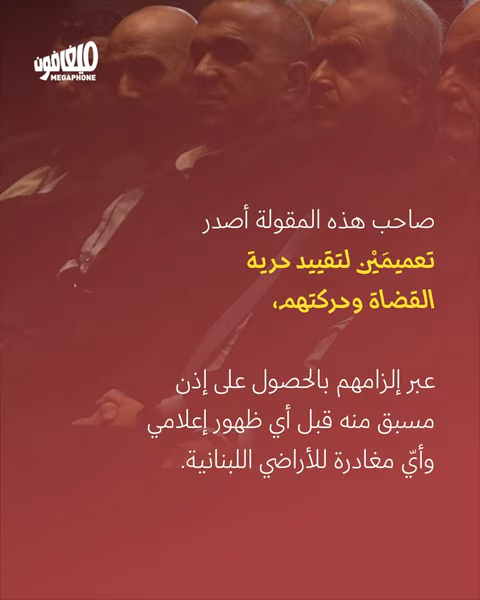 ميغافون
MEGAPHONE
صاحب هذه المقولة أصدر
تعميمَيْن لتقييد حرية
القضاة وحركتهم،
عبر إلزامهم بالحصول على إذن
مسبق منه قبل أي ظهور إعلامي
وأيّ مغادرة للأراضي اللبنانية.